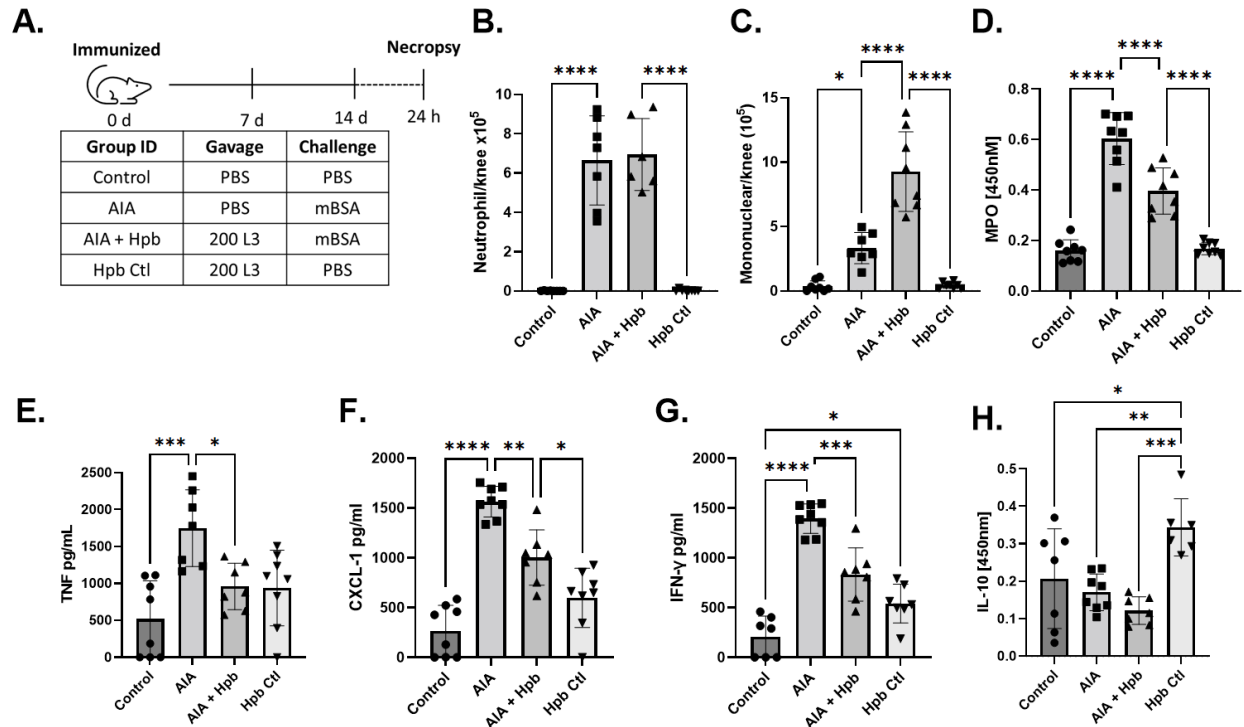 A.
Immunized
Necropsy
0 d 7 d 14 d 24 h
Group ID Gavage Challenge
Control PBS PBS
AIA PBS mBSA
AIA + Hpb 200 L3 mBSA
Hpb Ctl 200 L3 PBS
B.
**** ****
Neutrophil/knee x10⁵
10
8
6
4
2
0
Control AIA AIA + Hpb Hpb Ctl
C.
****
* ****
Mononuclear/knee (10⁵)
15
10
5
0
Control AIA AIA + Hpb Hpb Ctl
D.
****
**** ****
MPO [450nM]
0.8
0.6
0.4
0.2
0.0
Control AIA AIA + Hpb Hpb Ctl
E.
*** *
TNF pg/mL
2500
2000
1500
1000
500
0
Control AIA AIA + Hpb Hpb Ctl
F.
**** ** *
CXCL-1 pg/ml
2000
1500
1000
500
0
Control AIA AIA + Hpb Hpb Ctl
G.
*
***
****
IFN-γ pg/ml
2000
1500
1000
500
0
Control AIA AIA + Hpb Hpb Ctl
H.
*
**
***
IL-10 [450nm]
0.5
0.4
0.3
0.2
0.1
0.0
Control AIA AIA + Hpb Hpb Ctl